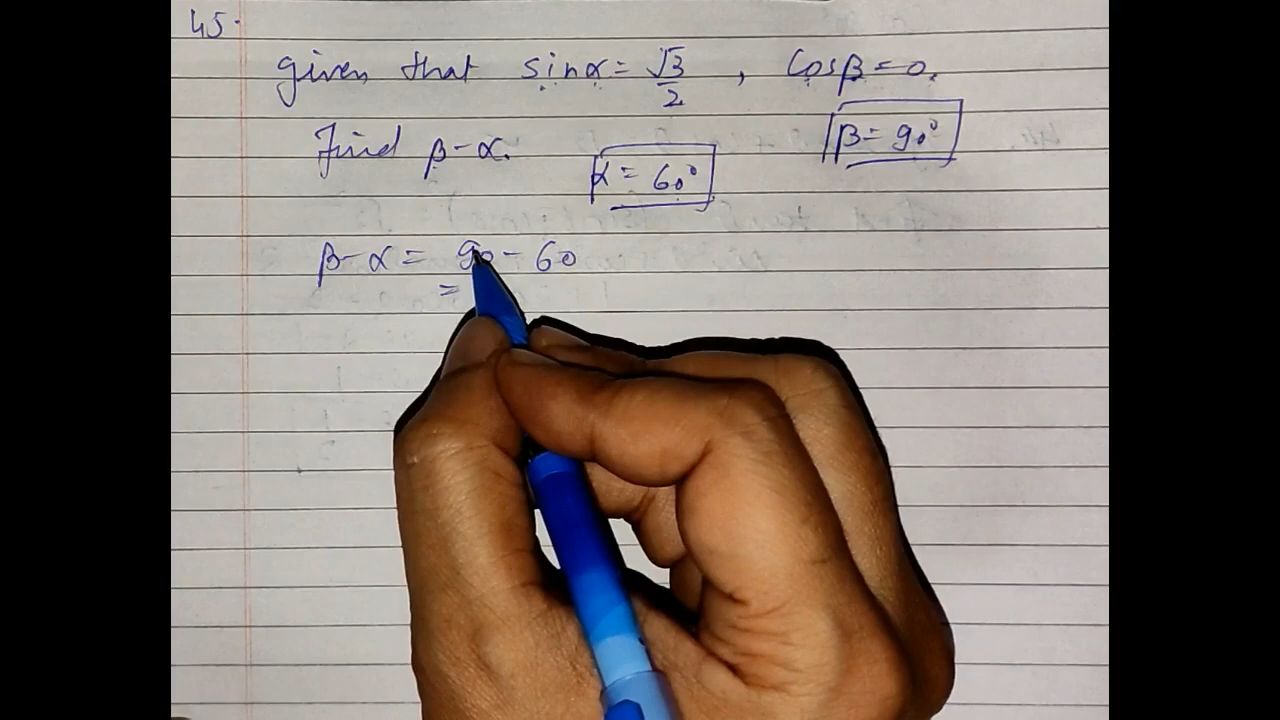 45.
given that sinα = √3/2 , Cosβ = 0.
Find β-α.
α = 60°
β = 90°
β-α = 90 - 60
=